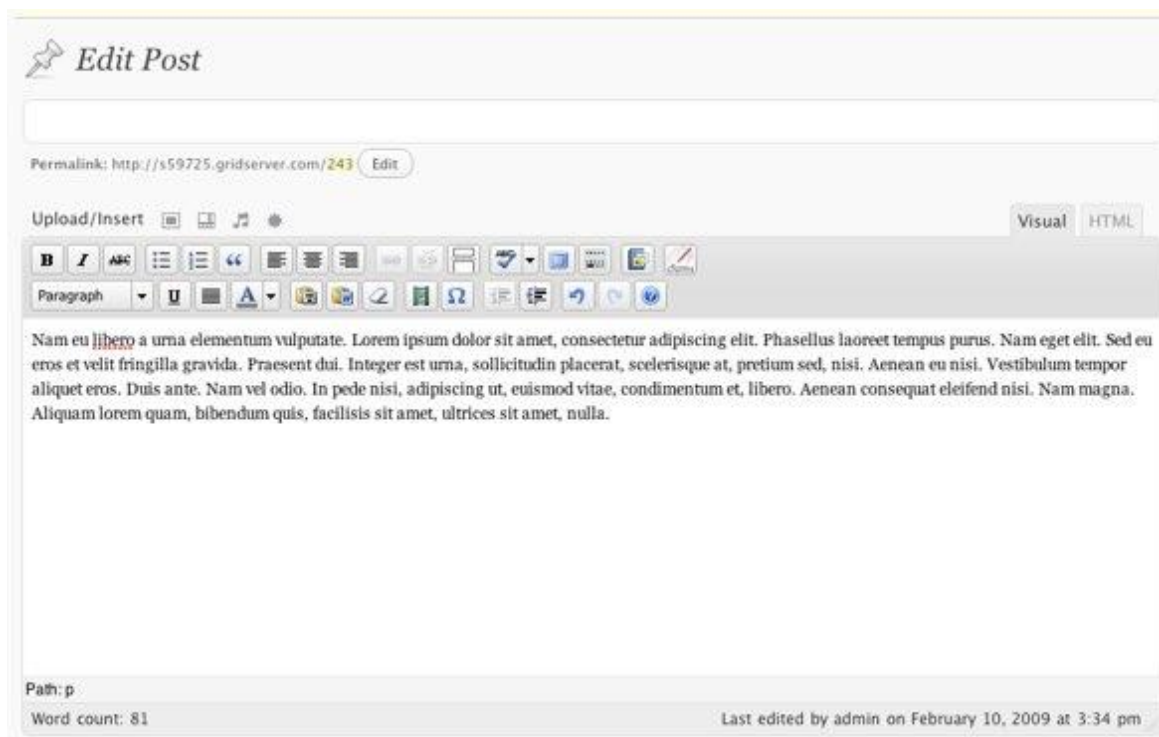 Edit Post
Permalink: http://s59725.gridserver.com/243 Edit
Upload/Insert Visual HTML
B I ABC
Paragraph U A Ω
Nam eu libero a urna elementum vulputate. Lorem ipsum dolor sit amet, consectetur adipiscing elit. Phasellus laoreet tempus purus. Nam eget elit. Sed eu
eros et velit fringilla gravida. Praesent dui. Integer est urna, sollicitudin placerat, scelerisque at, pretium sed, nisi. Aenean eu nisi. Vestibulum tempor
aliquet eros. Duis ante. Nam vel odio. In pede nisi, adipiscing ut, euismod vitae, condimentum et, libero. Aenean consequat eleifend nisi. Nam magna.
Aliquam lorem quam, bibendum quis, facilisis sit amet, ultrices sit amet, nulla.
Path: p
Word count: 81 Last edited by admin on February 10, 2009 at 3:34 pm